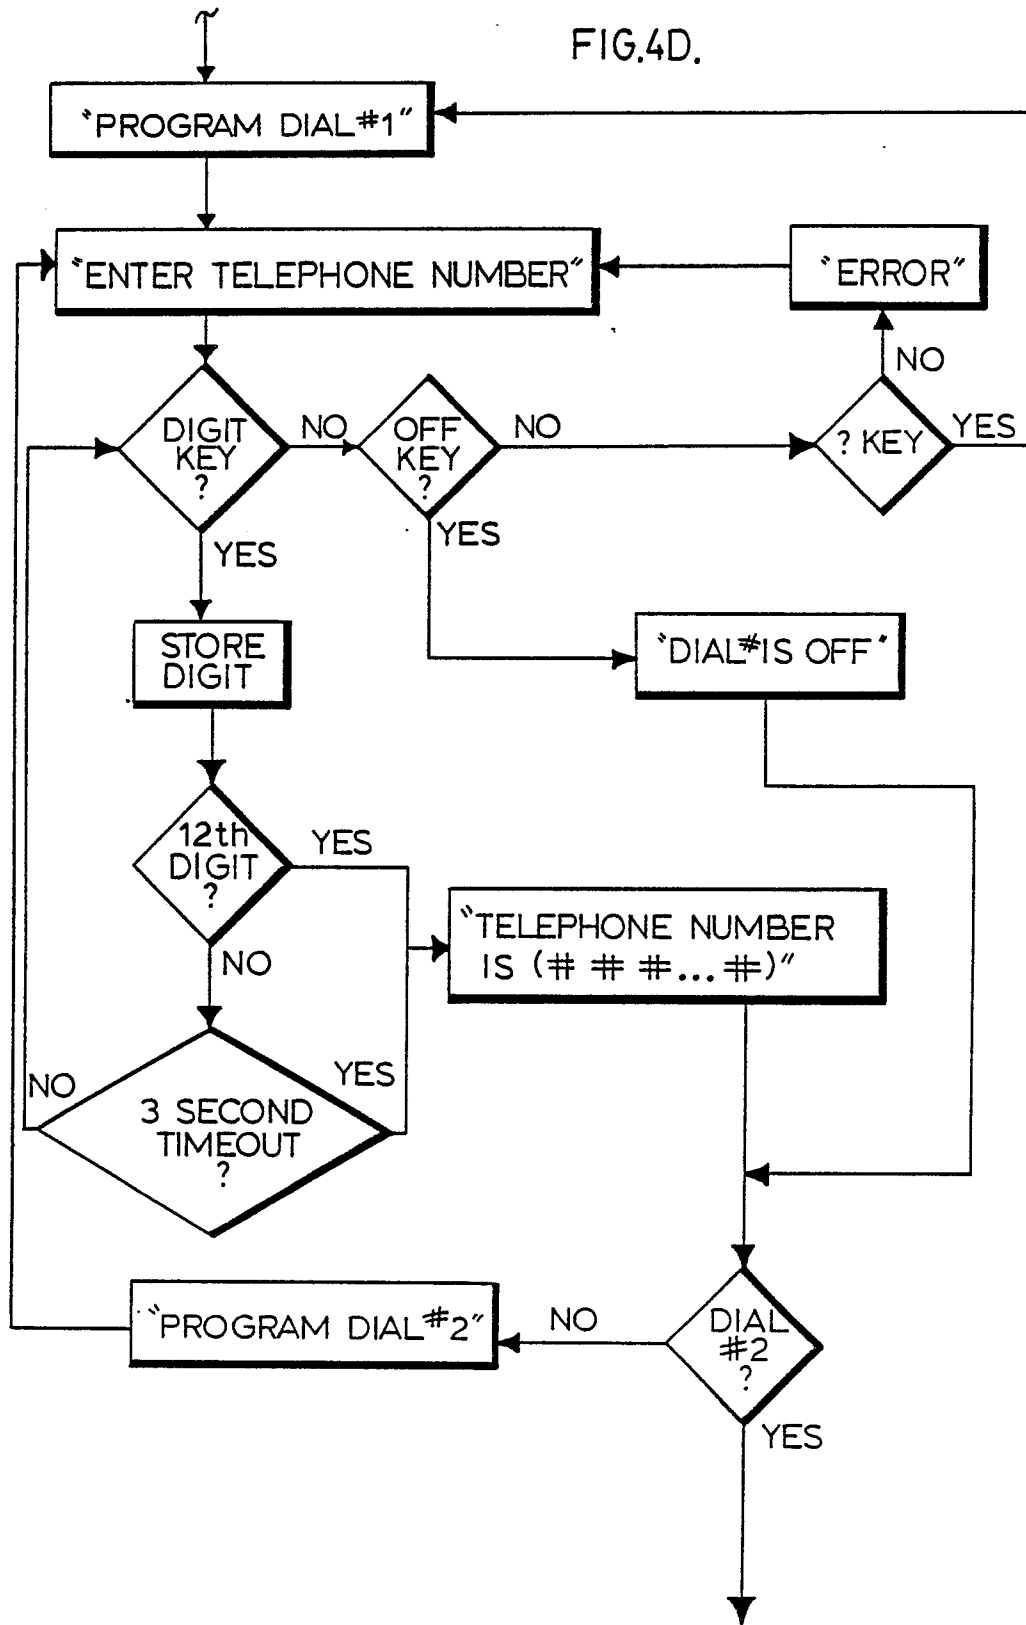 FIG.4D.
"PROGRAM DIAL #1"
"ENTER TELEPHONE NUMBER"
"ERROR"
NO
DIGIT
KEY
?
NO
OFF
KEY
?
NO
? KEY
YES
YES
YES
STORE
DIGIT
"DIAL # IS OFF"
12th
DIGIT
?
YES
NO
"TELEPHONE NUMBER
IS (# # # ... #)"
NO
YES
3 SECOND
TIMEOUT
?
"PROGRAM DIAL #2"
NO
DIAL
#2
?
YES